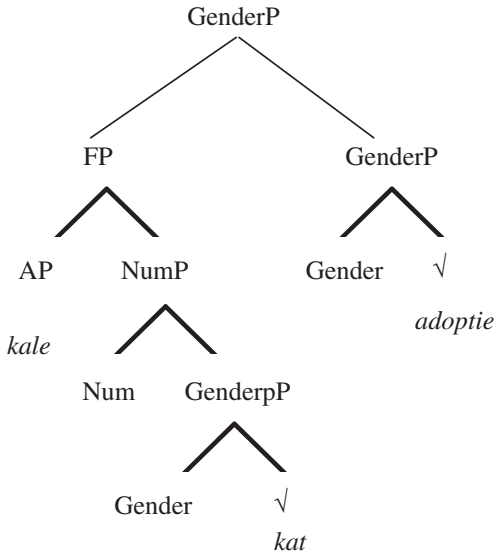 GenderP
FP GenderP
AP NumP Gender √
adoptie
kale
Num GenderpP
Gender √
kat